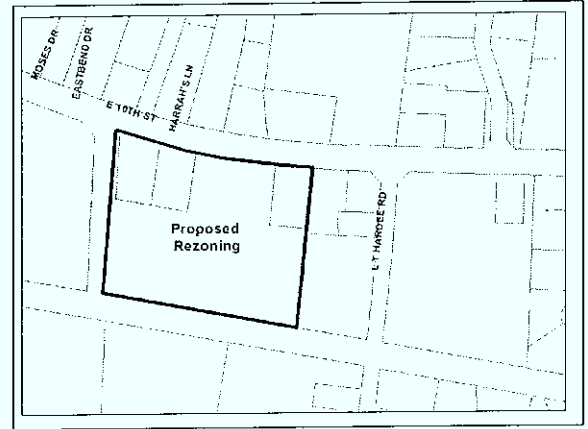 MOSES DR
EASTBEND DR
E 10TH ST
HARRAH'S LN
Proposed
Rezoning
L T HARDEE RD